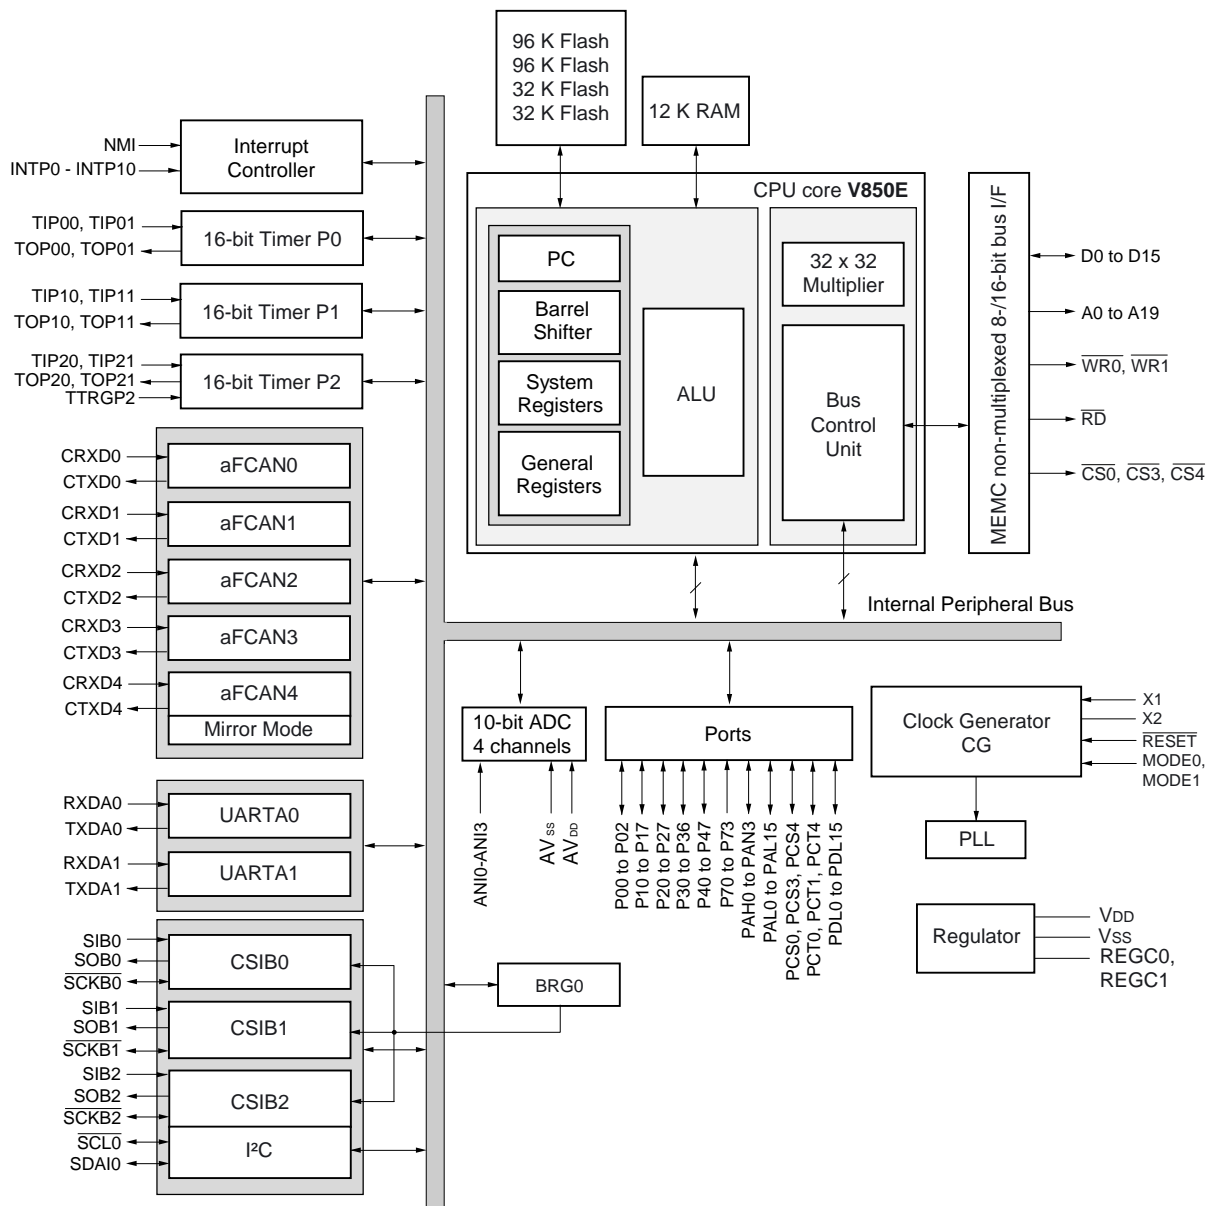 96 K Flash
96 K Flash
32 K Flash
32 K Flash
12 K RAM
NMI
INTP0 - INTP10
Interrupt
Controller
TIP00, TIP01
TOP00, TOP01
16-bit Timer P0
TIP10, TIP11
TOP10, TOP11
16-bit Timer P1
TIP20, TIP21
TOP20, TOP21
TTRGP2
16-bit Timer P2
CPU core V850E
PC
Barrel
Shifter
System
Registers
General
Registers
ALU
32 x 32
Multiplier
Bus
Control
Unit
MEMC non-multiplexed 8-/16-bit bus I/F
D0 to D15
A0 to A19
WR0, WR1
RD
CS0, CS3, CS4
CRXD0
CTXD0
aFCAN0
CRXD1
CTXD1
aFCAN1
CRXD2
CTXD2
aFCAN2
CRXD3
CTXD3
aFCAN3
CRXD4
CTXD4
aFCAN4
Mirror Mode
Internal Peripheral Bus
10-bit ADC
4 channels
ANI0-ANI3
AVSS
AVDD
Ports
P00 to P02
P10 to P17
P20 to P27
P30 to P36
P40 to P47
P70 to P73
PAH0 to PAN3
PAL0 to PAL15
PCS0, PCS3, PCS4
PCT0, PCT1, PCT4
PDL0 to PDL15
Clock Generator
CG
X1
X2
RESET
MODE0,
MODE1
PLL
Regulator
VDD
VSS
REGC0,
REGC1
RXDA0
TXDA0
UARTA0
RXDA1
TXDA1
UARTA1
SIB0
SOB0
SCKB0
CSIB0
SIB1
SOB1
SCKB1
CSIB1
SIB2
SOB2
SCKB2
CSIB2
SCL0
SDAI0
I²C
BRG0